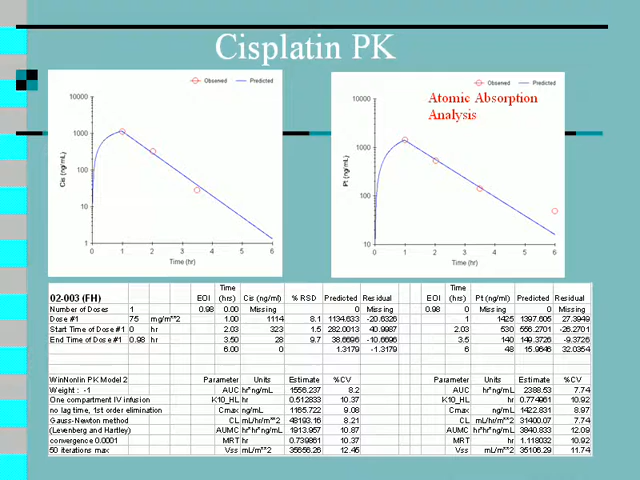 Cisplatin PK
Observed Predicted
10000
1000
100
10
1
0 1 2 3 4 5 6
Cis (ng/mL)
Time (hr)
Observed Predicted
Atomic Absorption
Analysis
10000
1000
100
10
0 1 2 3 4 5 6
Pt (ng/mL)
Time (hr)
Time Time
02-003 (FH) EOI (hrs) Cis (ng/ml) % RSD Predicted Residual EOI (hrs) Pt (ng/ml) Predicted Residual
Number of Doses 1 0.98 0.00 Missing 0 Missing 0.98 0 Missing 0 Missing
Dose #1 75 mg/m**2 1.00 1114 8.1 1134.633 -20.6326 1 1425 1397.605 27.3949
Start Time of Dose #1 0 hr 2.03 323 1.5 282.0013 40.9987 2.03 530 556.2701 -26.2701
End Time of Dose #1 0.98 hr 3.50 28 9.7 38.6696 -10.6696 3.5 140 149.3726 -9.3726
6.00 0 1.3179 -1.3179 6 48 15.9646 32.0354
WinNonlin PK Model 2 Parameter Units Estimate %CV Parameter Units Estimate %CV
Weight : -1 AUC hr*ng/mL 1556.237 8.2 AUC hr*ng/mL 2388.53 7.74
One compartment IV infusion K10_HL hr 0.512833 10.37 K10_HL hr 0.774961 10.92
no lag time, 1st order elimination Cmax ng/mL 1165.722 9.08 Cmax ng/mL 1422.831 8.97
Gauss-Newton method CL mL/hr/m**2 48193.16 8.21 CL mL/hr/m**2 31400.07 7.74
(Levenberg and Hartley) AUMC hr*hr*ng/mL 1913.957 10.87 AUMC hr*hr*ng/mL 3840.833 12.09
convergence 0.0001 MRT hr 0.739861 10.37 MRT hr 1.118032 10.92
50 iterations max Vss mL/m**2 35656.26 12.45 Vss mL/m**2 35106.29 11.74